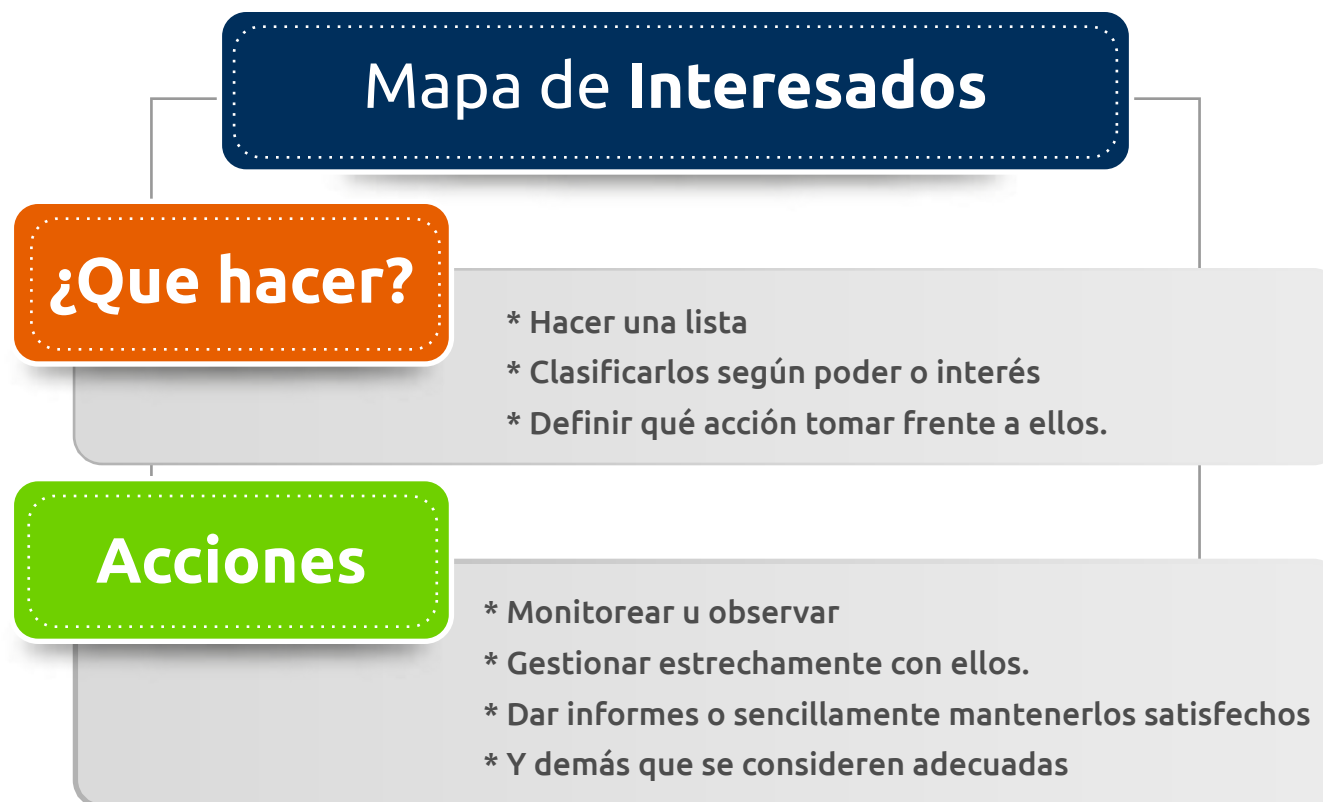 Mapa de Interesados
¿Que hacer?
* Hacer una lista
* Clasificarlos según poder o interés
* Definir qué acción tomar frente a ellos.
Acciones
* Monitorear u observar
* Gestionar estrechamente con ellos.
* Dar informes o sencillamente mantenerlos satisfechos
* Y demás que se consideren adecuadas